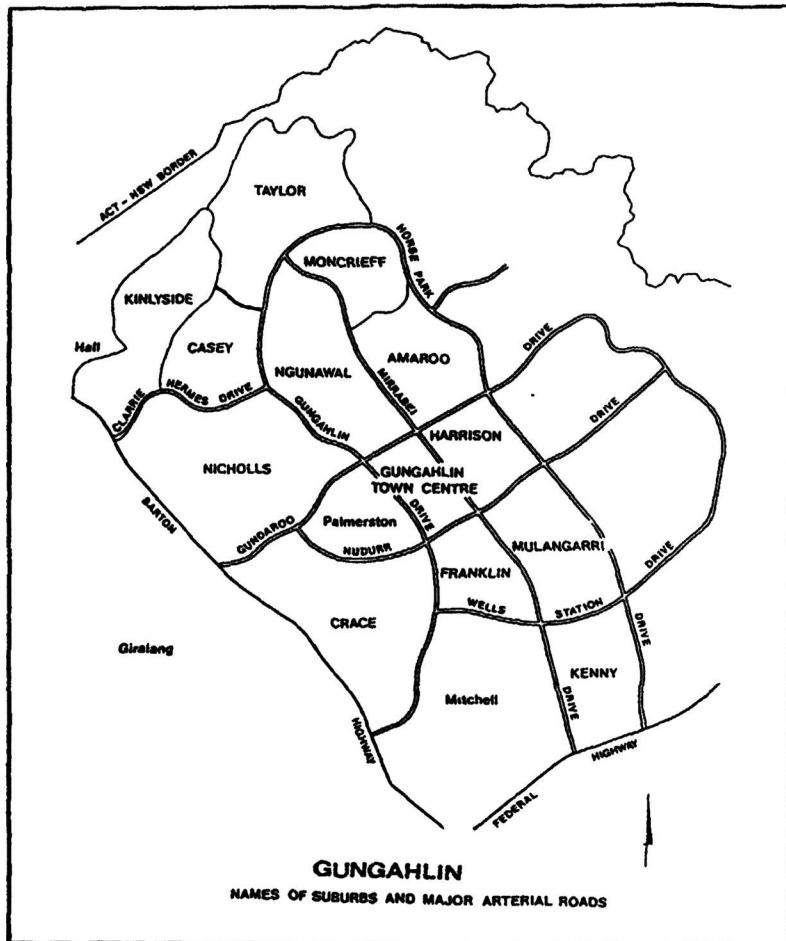 ACT - NSW BORDER
TAYLOR
MONCRIEFF
HORSE PARK
KINLYSIDE
Hall
CASEY
AMAROO
DRIVE
NGUNAWAL
MIRRABEI
DRIVE
CLARRIE HERMES DRIVE
GUNGAHLIN
HARRISON
NICHOLLS
GUNGAHLIN
TOWN CENTRE
BARTON
DRIVE
Palmerston
GUNDAROO
NUDURR
MULANGARRI
DRIVE
FRANKLIN
WELLS STATION
CRACE
DRIVE
Giralang
KENNY
Mitchell
DRIVE
HIGHWAY
HIGHWAY
FEDERAL
GUNGAHLIN
NAMES OF SUBURBS AND MAJOR ARTERIAL ROADS